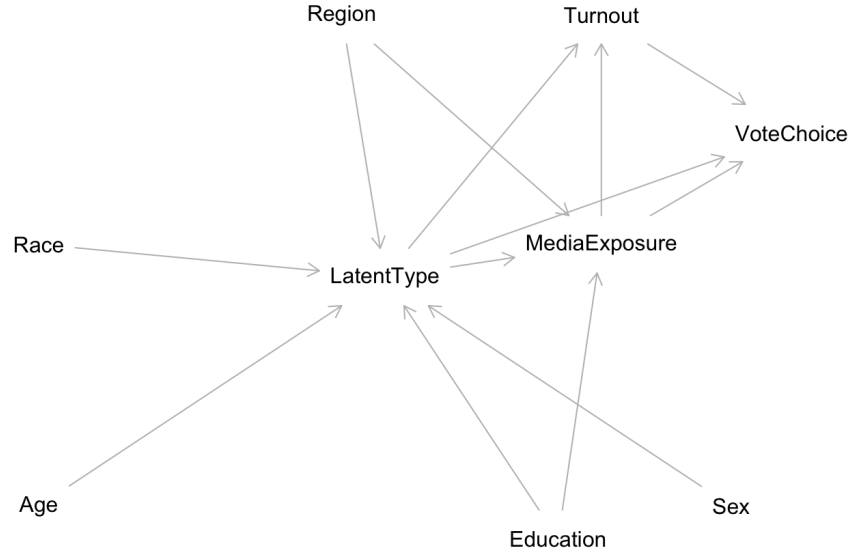 Region
Turnout
VoteChoice
Race
MediaExposure
LatentType
Age
Sex
Education